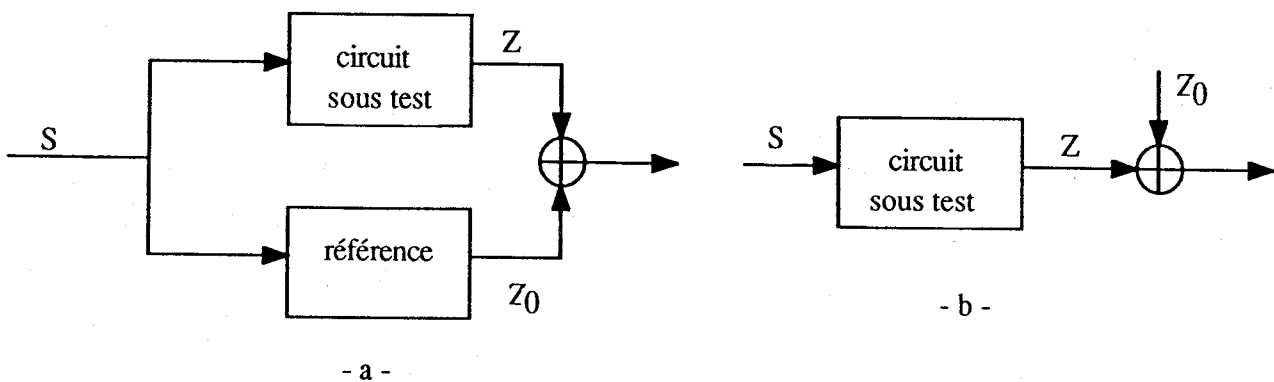 S
circuit
sous test
Z
référence
Z0
- a -
S
circuit
sous test
Z
Z0
- b -